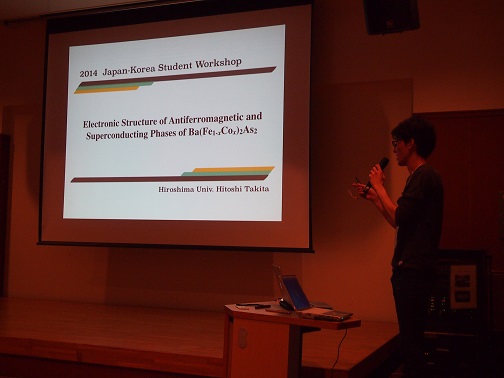 2014 Japan-Korea Student Workshop
Electronic Structure of Antiferromagnetic and
Superconducting Phases of Ba(Fe₁₋ₓCoₓ)₂As₂
Hiroshima Univ. Hitoshi Takita